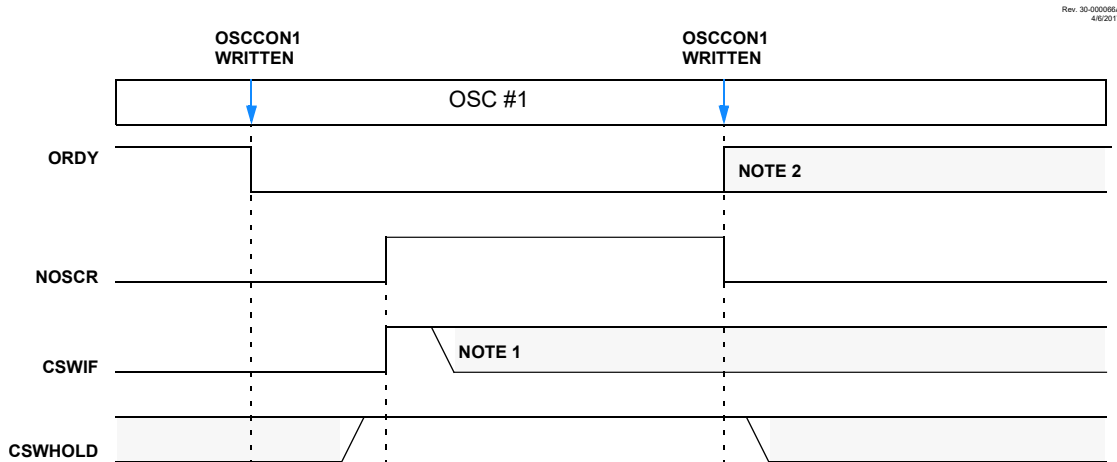 Rev. 30-000066A
4/6/201
OSCCON1
WRITTEN
OSCCON1
WRITTEN
OSC #1
ORDY
NOTE 2
NOSCR
CSWIF
NOTE 1
CSWHOLD